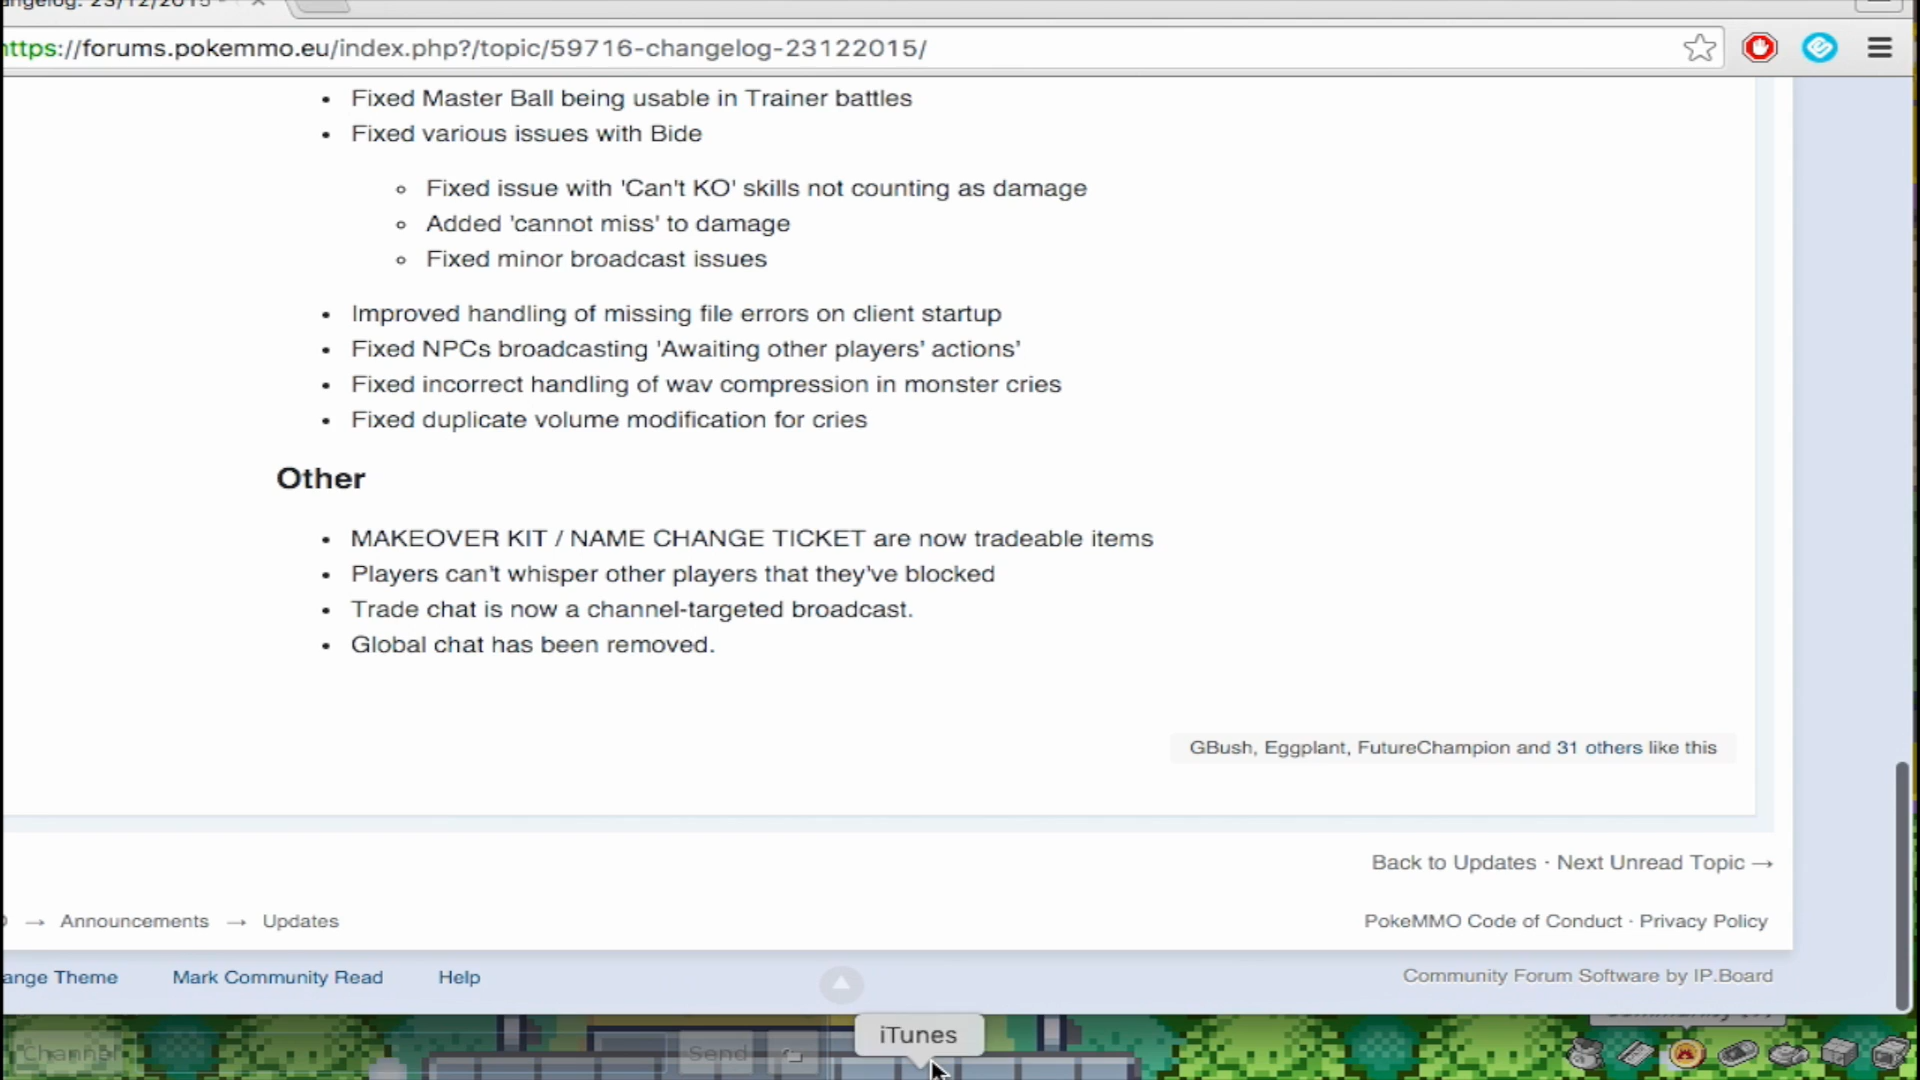 changelog: 23/12/2015 -
https://forums.pokemmo.eu/index.php?/topic/59716-changelog-23122015/
• Fixed Master Ball being usable in Trainer battles
• Fixed various issues with Bide
◦ Fixed issue with 'Can't KO' skills not counting as damage
◦ Added 'cannot miss' to damage
◦ Fixed minor broadcast issues
• Improved handling of missing file errors on client startup
• Fixed NPCs broadcasting 'Awaiting other players' actions'
• Fixed incorrect handling of wav compression in monster cries
• Fixed duplicate volume modification for cries
Other
• MAKEOVER KIT / NAME CHANGE TICKET are now tradeable items
• Players can't whisper other players that they've blocked
• Trade chat is now a channel-targeted broadcast.
• Global chat has been removed.
GBush, Eggplant, FutureChampion and 31 others like this
Back to Updates · Next Unread Topic →
→ Announcements → Updates
PokeMMO Code of Conduct · Privacy Policy
ange Theme Mark Community Read Help
Community Forum Software by IP.Board
iTunes
Channel
Send